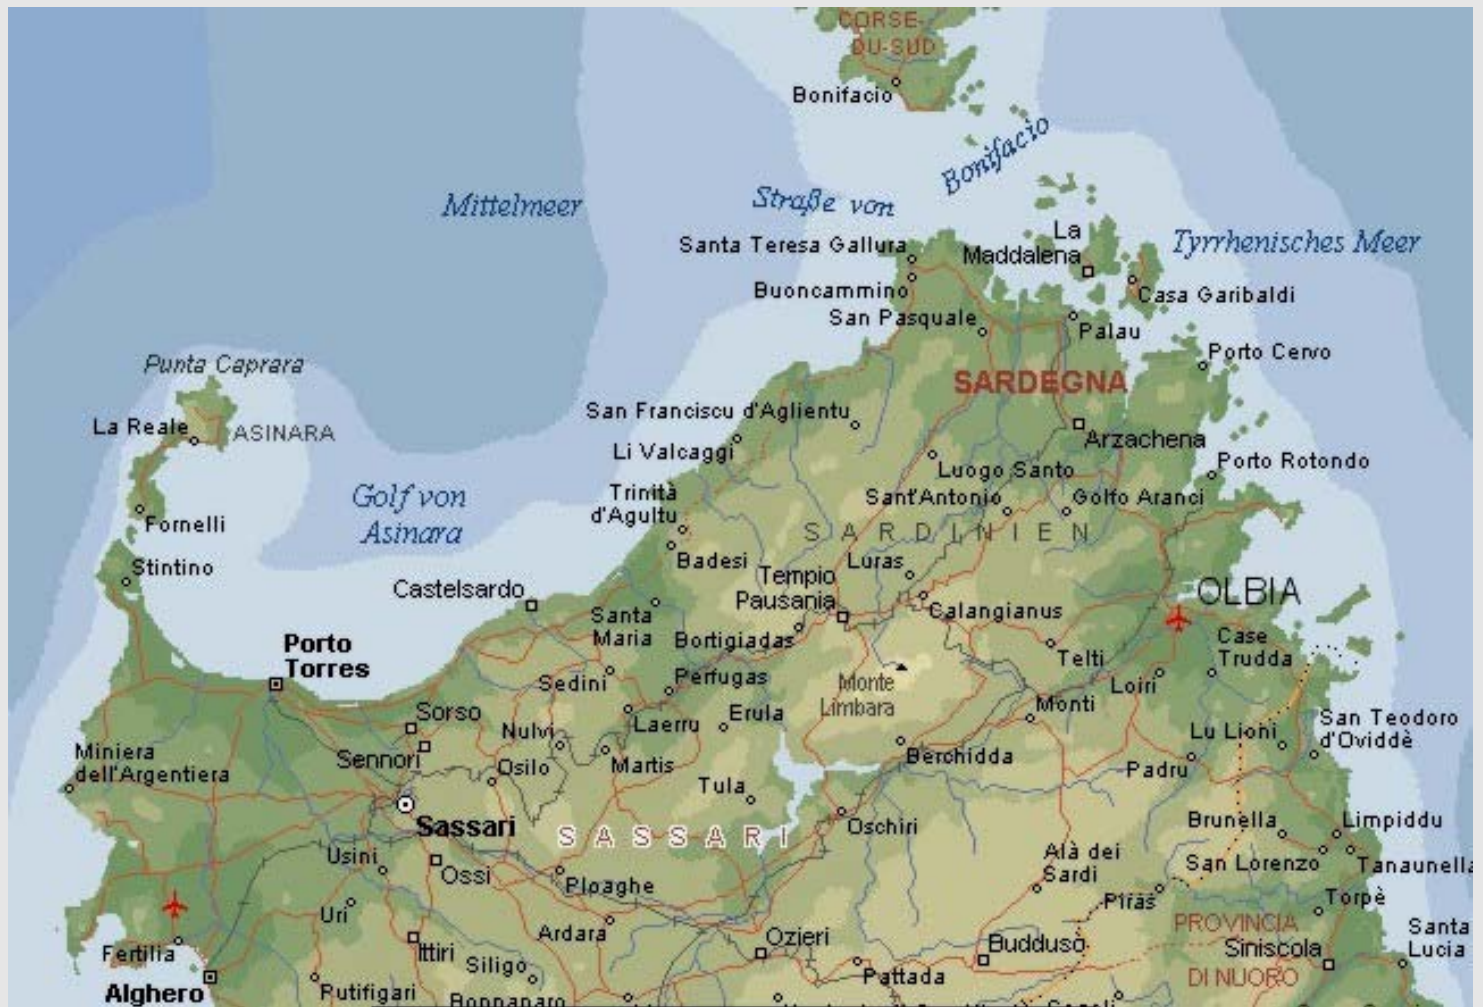 CORSE-
DU-SUD
Bonifacio
Bonifacio
Mittelmeer
Straße von
Santa Teresa Gallura
La
Maddalena
Tyrrhenisches Meer
Buoncammino
Casa Garibaldi
San Pasquale
Palau
Porto Cervo
Punta Caprara
SARDEGNA
San Franciscu d'Aglientu
La Reale
ASINARA
Arzachena
Li Valcaggi
Luogo Santo
Porto Rotondo
Golf von
Asinara
Trinità
d'Agultu
Sant'Antonio
Golfo Aranci
Fornelli
SARDINIEN
Badesi
Luras
Stintino
Tempio
Pausania
Castelsardo
OLBIA
Calangianus
Santa
Maria
Bortigiadas
Case
Trudda
Porto
Torres
Telti
Sedini
Perfugas
Monte
Limbara
Loiri
Monti
Sorso
Laerru
Erula
San Teodoro
d'Oviddè
Nulvi
Lu Lioni
Miniera
dell'Argentiera
Sennori
Osilo
Martis
Berchidda
Padru
Tula
Sassari
SASSARI
Oschiri
Brunella
Limpiddu
Usini
Ossi
Alà dei
Sardi
San Lorenzo
Tanaunella
Ploaghe
Piras
Torpè
Uri
Ardara
PROVINCIA
DI NUORO
Santa
Lucia
Fertilia
Ittiri
Ozieri
Buddusò
Siniscola
Siligo
Pattada
Alghero
Putifigari
Bonnanaro